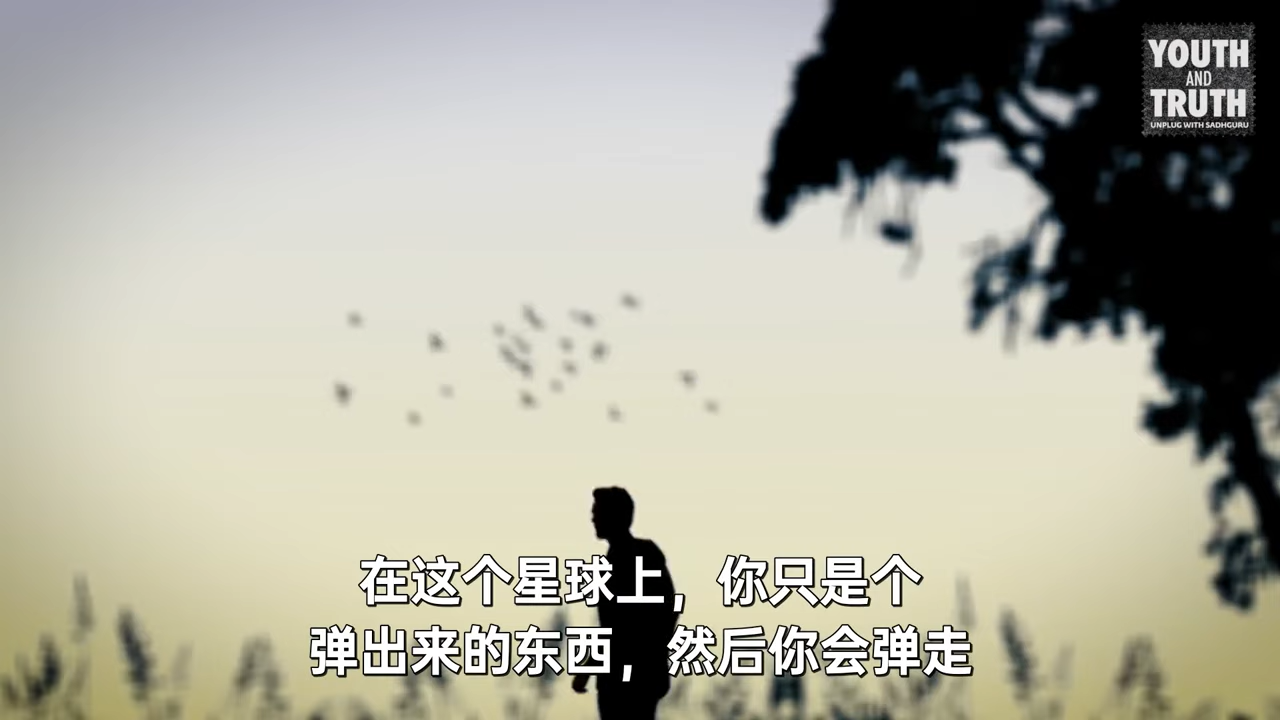 YOUTH
AND
TRUTH
UNPLUG WITH SADHGURU
在这个星球上，你只是个
弹出来的东西，然后你会弹走